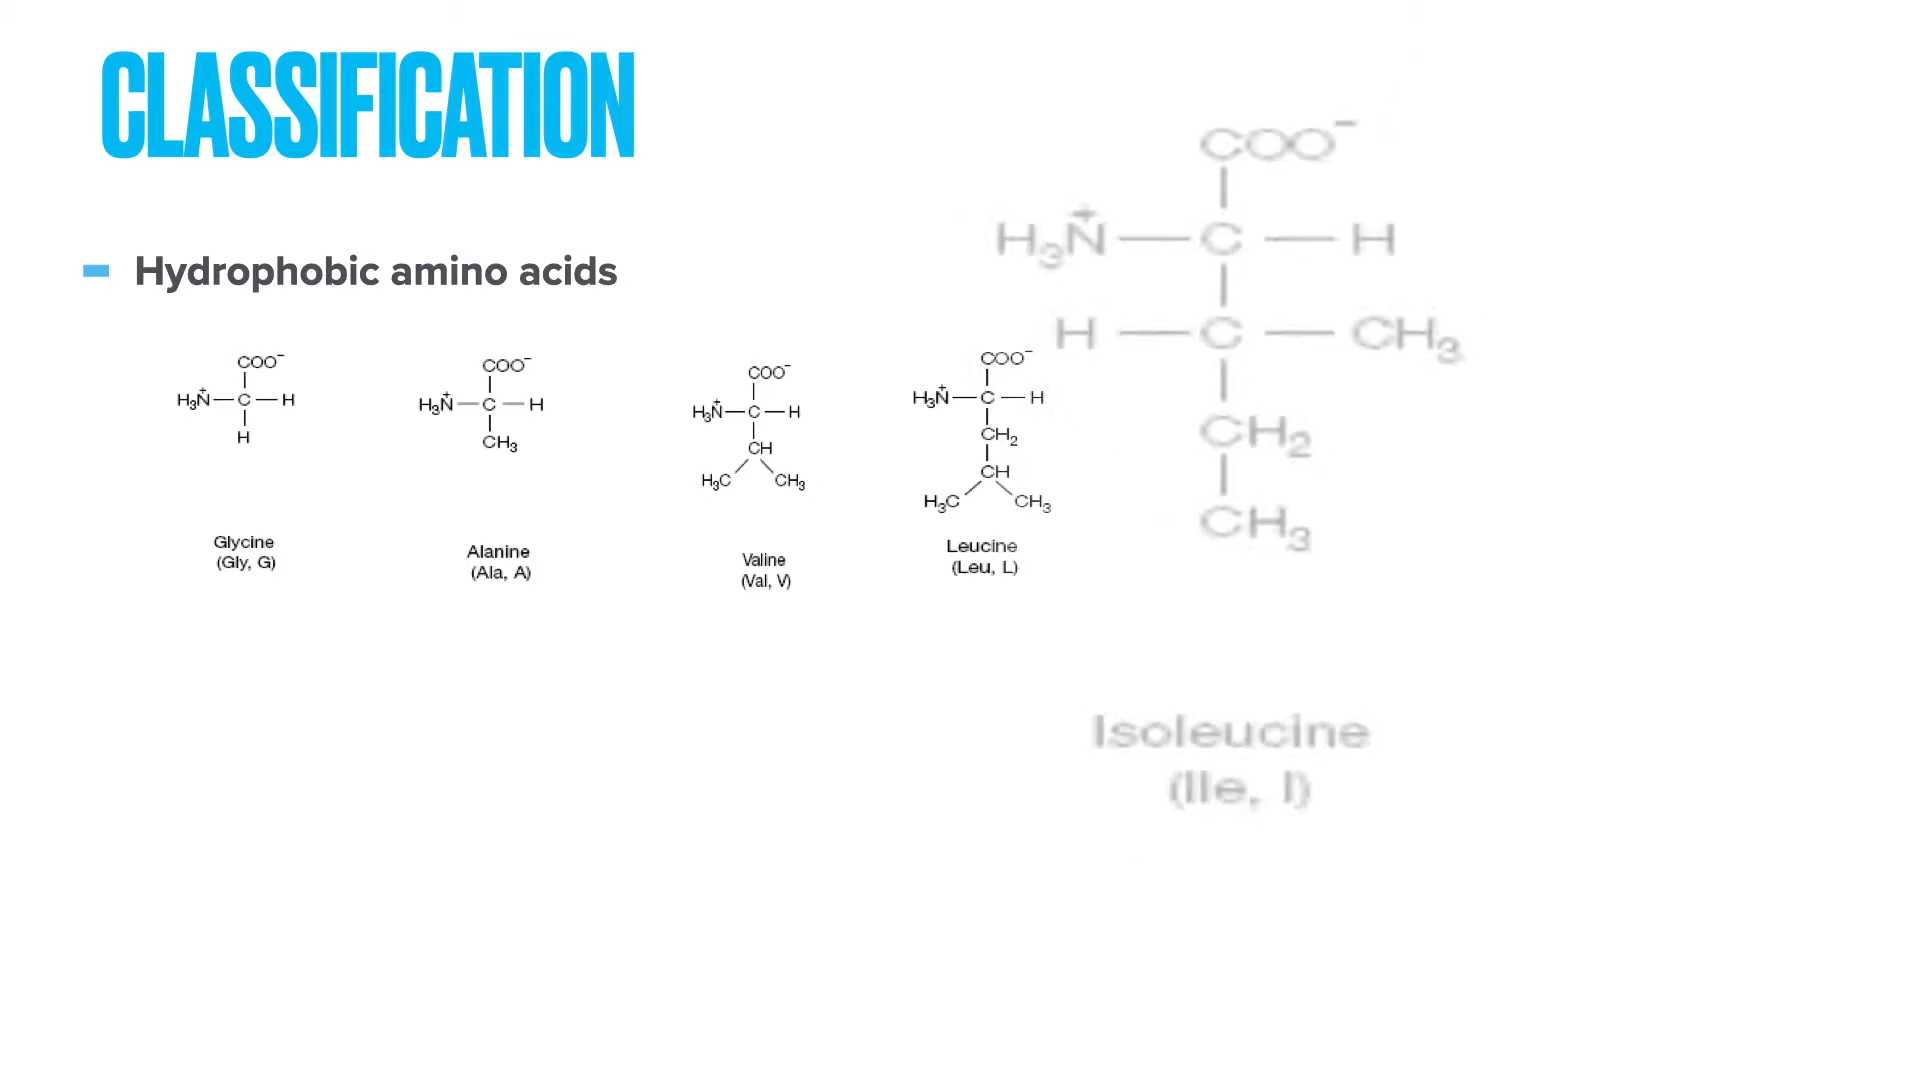 CLASSIFICATION
Hydrophobic amino acids
COO⁻
H₃N⁺—C—H
H
Glycine
(Gly, G)
COO⁻
H₃N⁺—C—H
CH₃
Alanine
(Ala, A)
COO⁻
H₃N⁺—C—H
CH
H₃C CH₃
Valine
(Val, V)
COO⁻
H₃N⁺—C—H
CH₂
CH
H₃C CH₃
Leucine
(Leu, L)
COO⁻
H₃N⁺—C—H
H—C—CH₃
CH₂
CH₃
Isoleucine
(Ile, I)